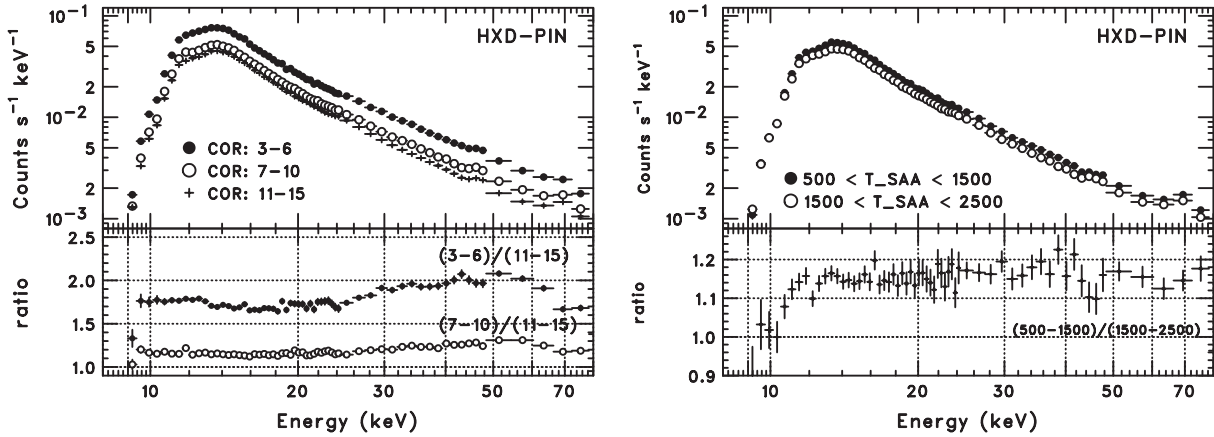 HXD-PIN
10⁻¹
5
2
10⁻²
5
2
10⁻³
Counts s⁻¹ keV⁻¹
COR: 3-6
COR: 7-10
COR: 11-15
2.5
2.0
1.5
1.0
ratio
(3-6)/(11-15)
(7-10)/(11-15)
10 20 30 40 50 70
Energy (keV)
HXD-PIN
10⁻¹
5
2
10⁻²
5
2
10⁻³
Counts s⁻¹ keV⁻¹
500 < T_SAA < 1500
1500 < T_SAA < 2500
1.2
1.1
1.0
0.9
ratio
(500-1500)/(1500-2500)
10 20 30 40 50 70
Energy (keV)